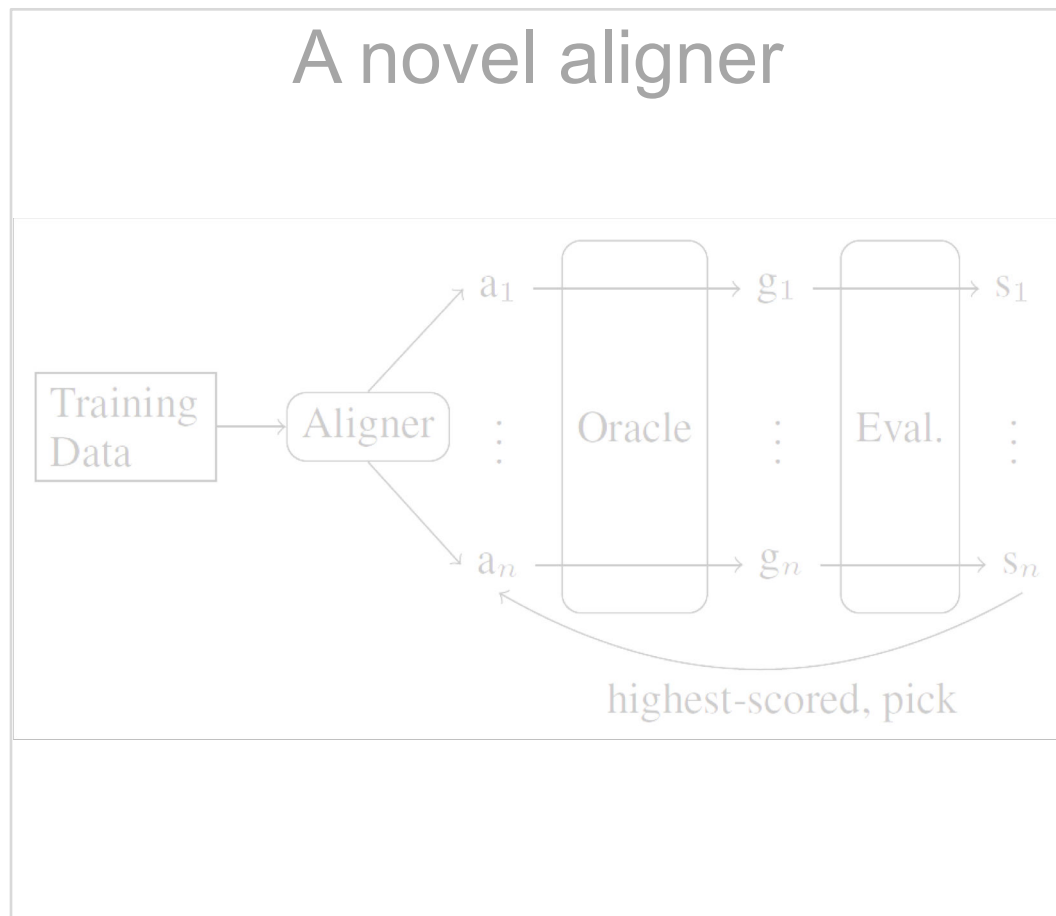 A novel aligner
a₁ g₁ s₁
Training
Data
Aligner
⋮ Oracle ⋮ Eval. ⋮
aₙ gₙ sₙ
highest-scored, pick